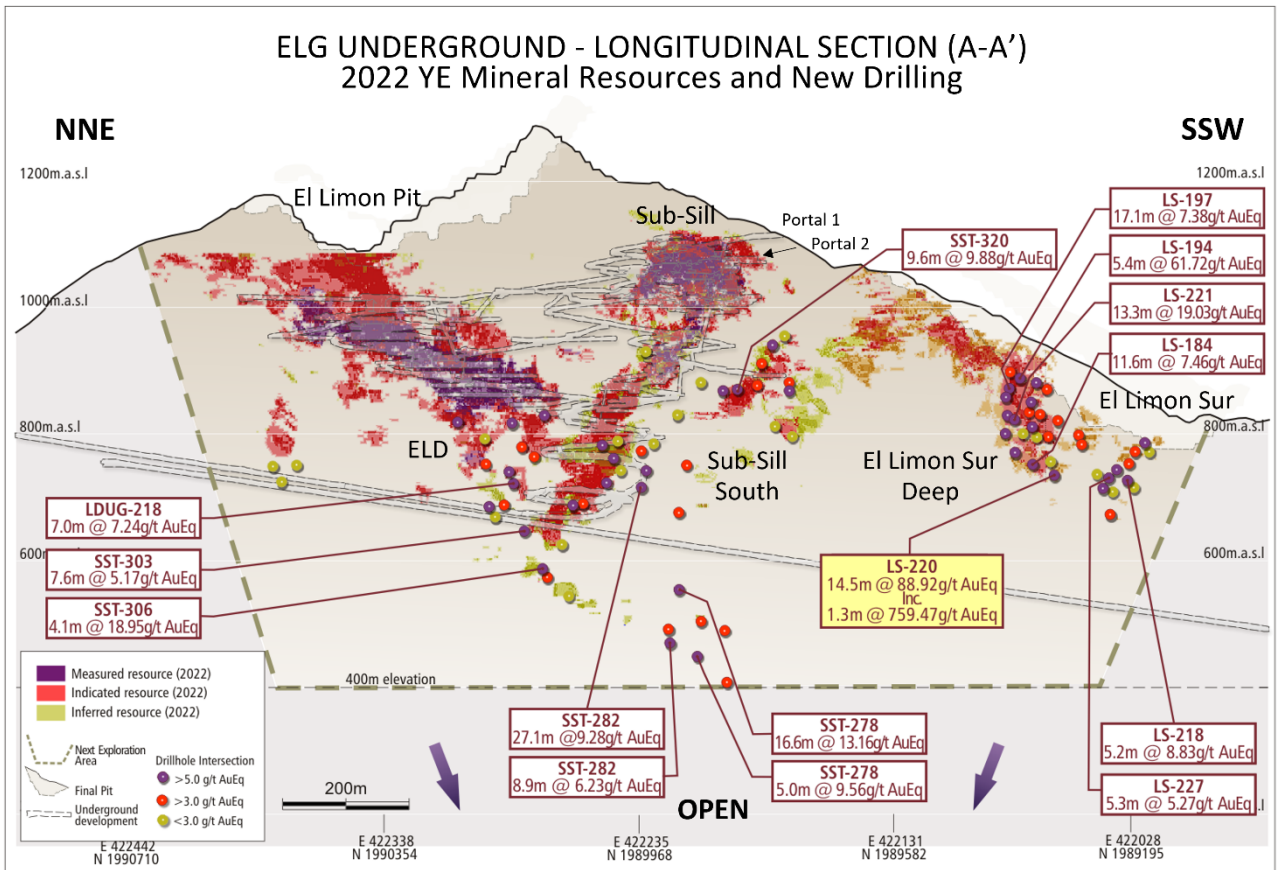 ELG UNDERGROUND - LONGITUDINAL SECTION (A-A’)
2022 YE Mineral Resources and New Drilling
NNE
SSW
1200m.a.s.l
1200m.a.s.l
El Limon Pit
Sub-Sill
Portal 1
Portal 2
SST-320
9.6m @ 9.88g/t AuEq
LS-197
17.1m @ 7.38g/t AuEq
LS-194
5.4m @ 61.72g/t AuEq
LS-221
13.3m @ 19.03g/t AuEq
LS-184
11.6m @ 7.46g/t AuEq
1000m.a.s.l
1000m.a.s.l
El Limon Sur
800m.a.s.l
800m.a.s.l
ELD
Sub-Sill
South
El Limon Sur
Deep
LDUG-218
7.0m @ 7.24g/t AuEq
SST-303
7.6m @ 5.17g/t AuEq
600m.a.s.l
600m.a.s.l
SST-306
4.1m @ 18.95g/t AuEq
LS-220
14.5m @ 88.92g/t AuEq
Inc.
1.3m @ 759.47g/t AuEq
Measured resource (2022)
Indicated resource (2022)
Inferred resource (2022)
Next Exploration
Area
Final Pit
Underground
development
Drillhole Intersection
>5.0 g/t AuEq
>3.0 g/t AuEq
<3.0 g/t AuEq
400m elevation
200m
SST-282
27.1m @9.28g/t AuEq
SST-282
8.9m @ 6.23g/t AuEq
SST-278
16.6m @ 13.16g/t AuEq
SST-278
5.0m @ 9.56g/t AuEq
LS-218
5.2m @ 8.83g/t AuEq
LS-227
5.3m @ 5.27g/t AuEq
OPEN
E 422442
N 1990710
E 422338
N 1990354
E 422235
N 1989968
E 422131
N 1989582
E 422028
N 1989195